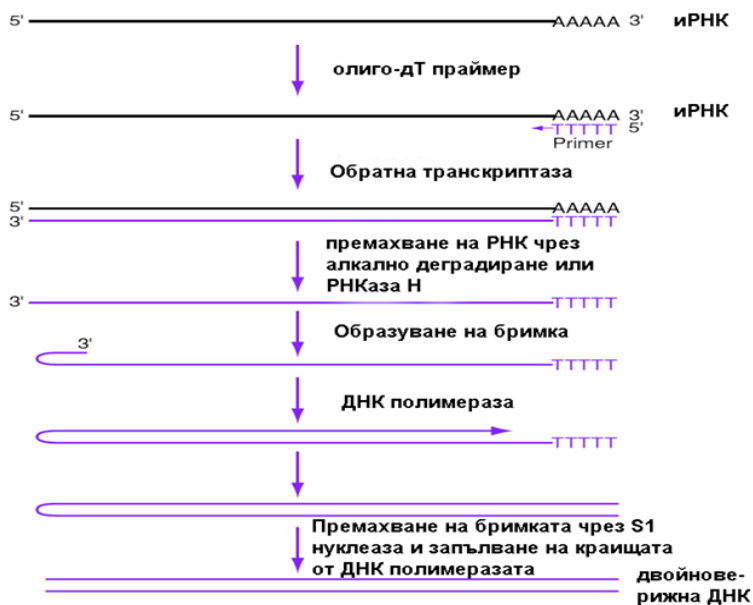 5' AAAAA 3' иРНК
олиго-дТ праймер
5' AAAAA 3' иРНК
TTTTT 5'
Primer
Обратна транскриптаза
5' AAAAA
3' TTTTT
премахване на РНК чрез
алкално деградиране или
РНКаза Н
3' TTTTT
Образуване на бримка
3'
TTTTT
ДНК полимераза
TTTTT
Премахване на бримката чрез S1
нуклеаза и запълване на краищата
от ДНК полимеразата
двойнове-
рижна ДНК